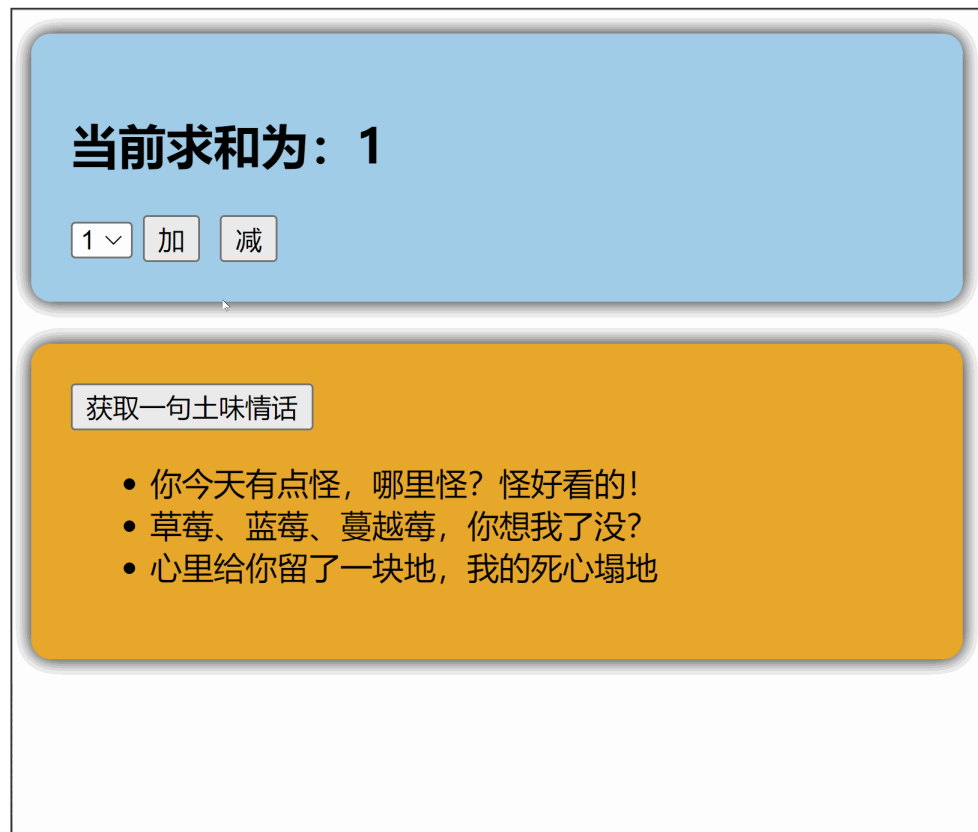 当前求和为：1
1 加 减
获取一句土味情话
你今天有点怪，哪里怪？怪好看的！
草莓、蓝莓、蔓越莓，你想我了没？
心里给你留了一块地，我的死心塌地